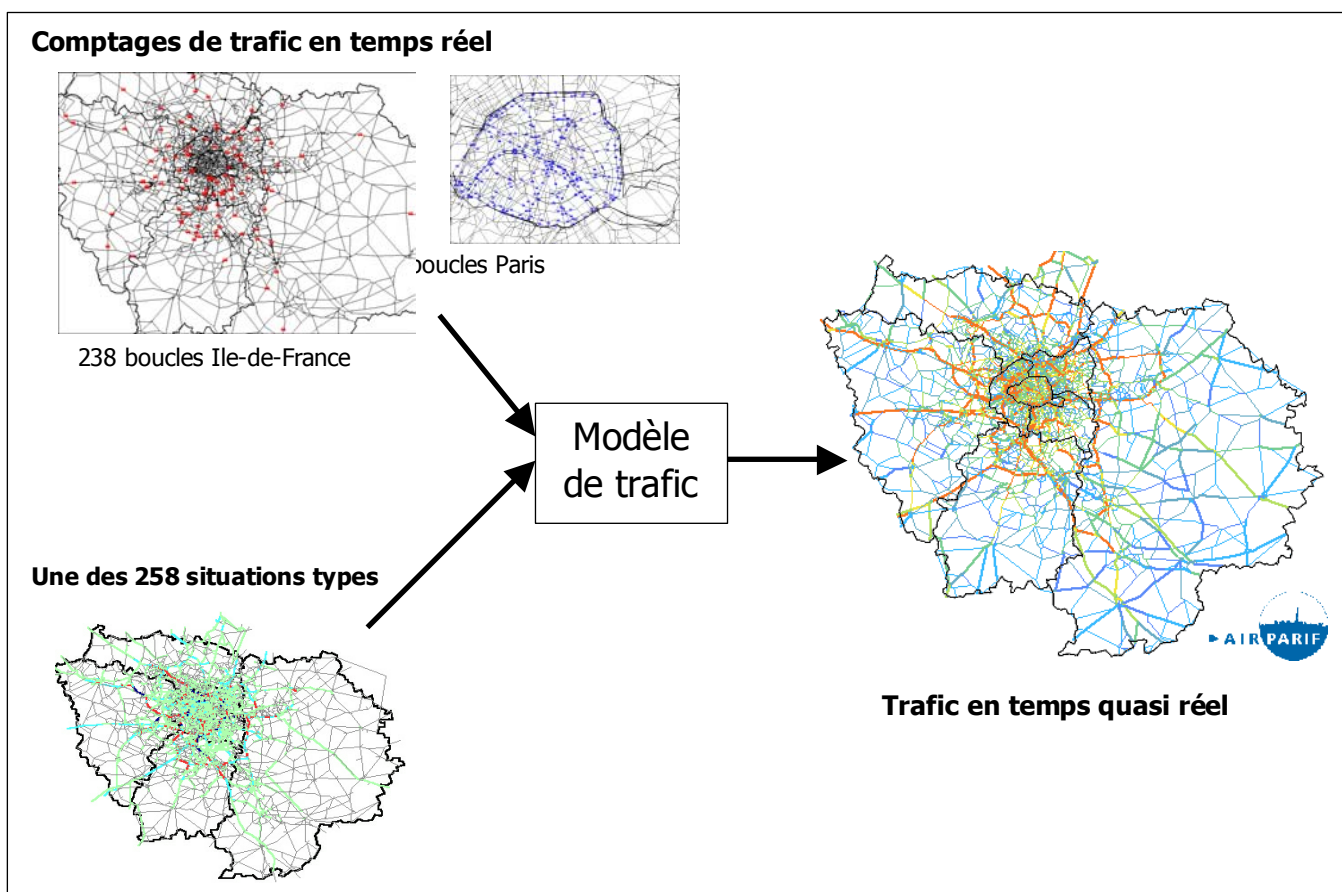 Comptages de trafic en temps réel
boucles Paris
238 boucles Ile-de-France
Modèle
de trafic
Une des 258 situations types
AIRPARIF
Trafic en temps quasi réel